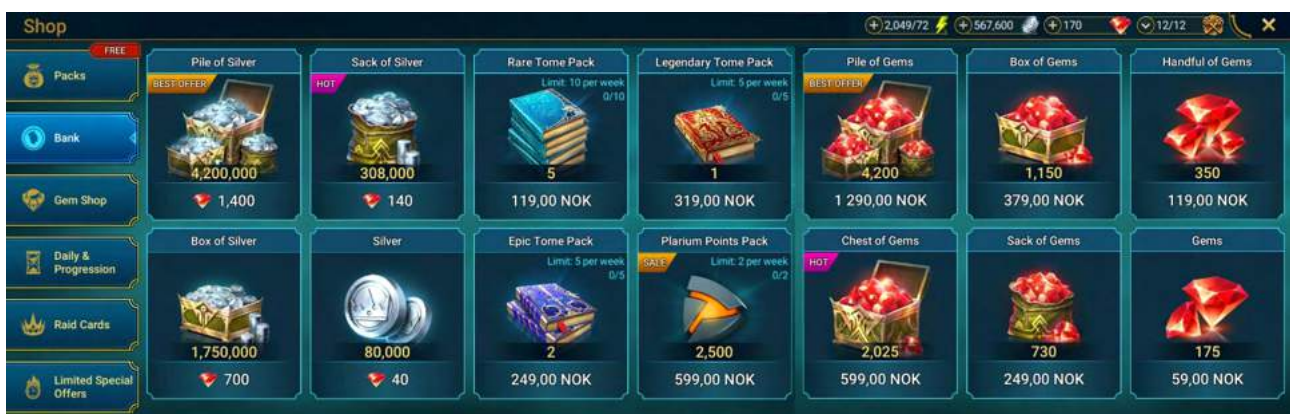 Shop
2,049/72
567,600
170
12/12
FREE
Packs
Bank
Gem Shop
Daily &
Progression
Raid Cards
Limited Special
Offers
Pile of Silver
BEST OFFER
4,200,000
1,400
Sack of Silver
HOT
308,000
140
Rare Tome Pack
Limit: 10 per week
0/10
5
119,00 NOK
Legendary Tome Pack
Limit: 5 per week
0/5
1
319,00 NOK
Pile of Gems
BEST OFFER
4,200
1 290,00 NOK
Box of Gems
1,150
379,00 NOK
Handful of Gems
350
119,00 NOK
Box of Silver
1,750,000
700
Silver
80,000
40
Epic Tome Pack
Limit: 5 per week
0/5
2
249,00 NOK
Plarium Points Pack
SALE
Limit: 2 per week
0/2
2,500
599,00 NOK
Chest of Gems
HOT
2,025
599,00 NOK
Sack of Gems
730
249,00 NOK
Gems
175
59,00 NOK